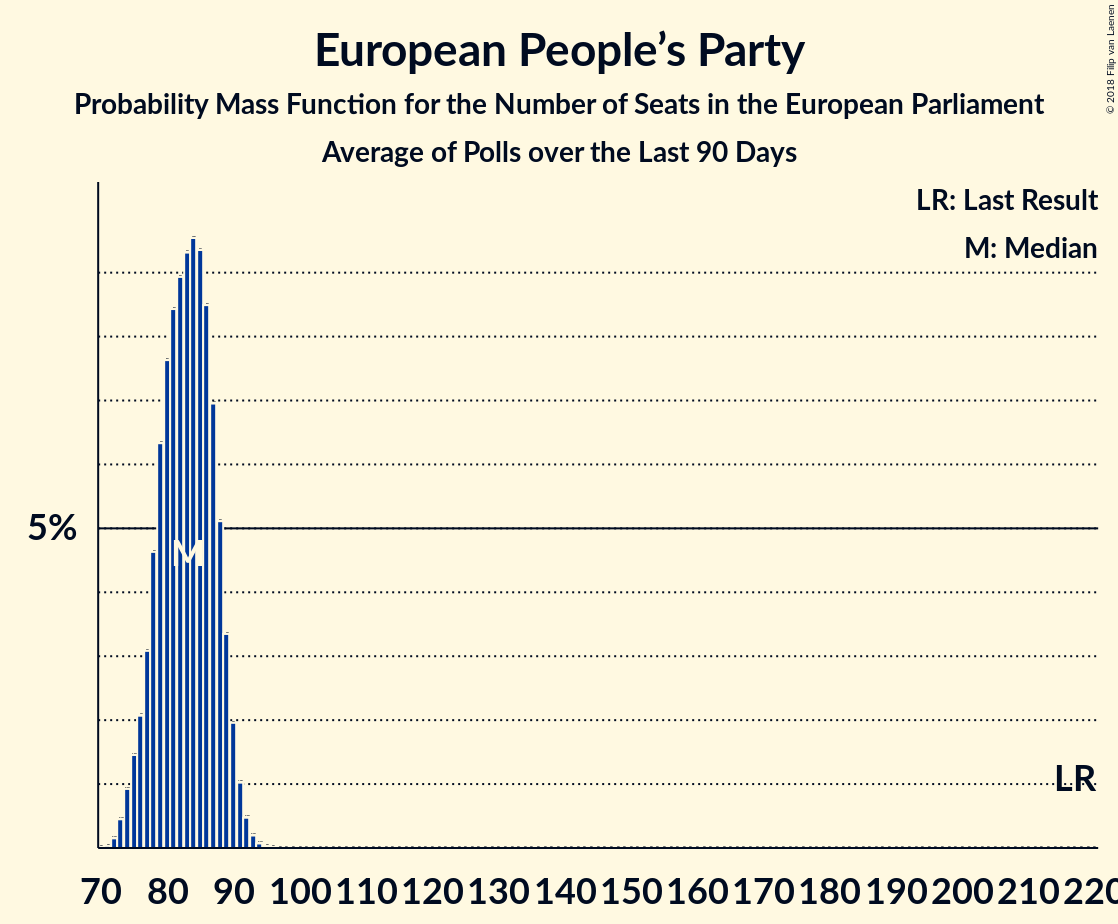 European People’s Party
Probability Mass Function for the Number of Seats in the European Parliament
Average of Polls over the Last 90 Days
© 2018 Filip van Laenen
LR: Last Result
M: Median
5%
M
LR
70 80 90 100 110 120 130 140 150 160 170 180 190 200 210 220